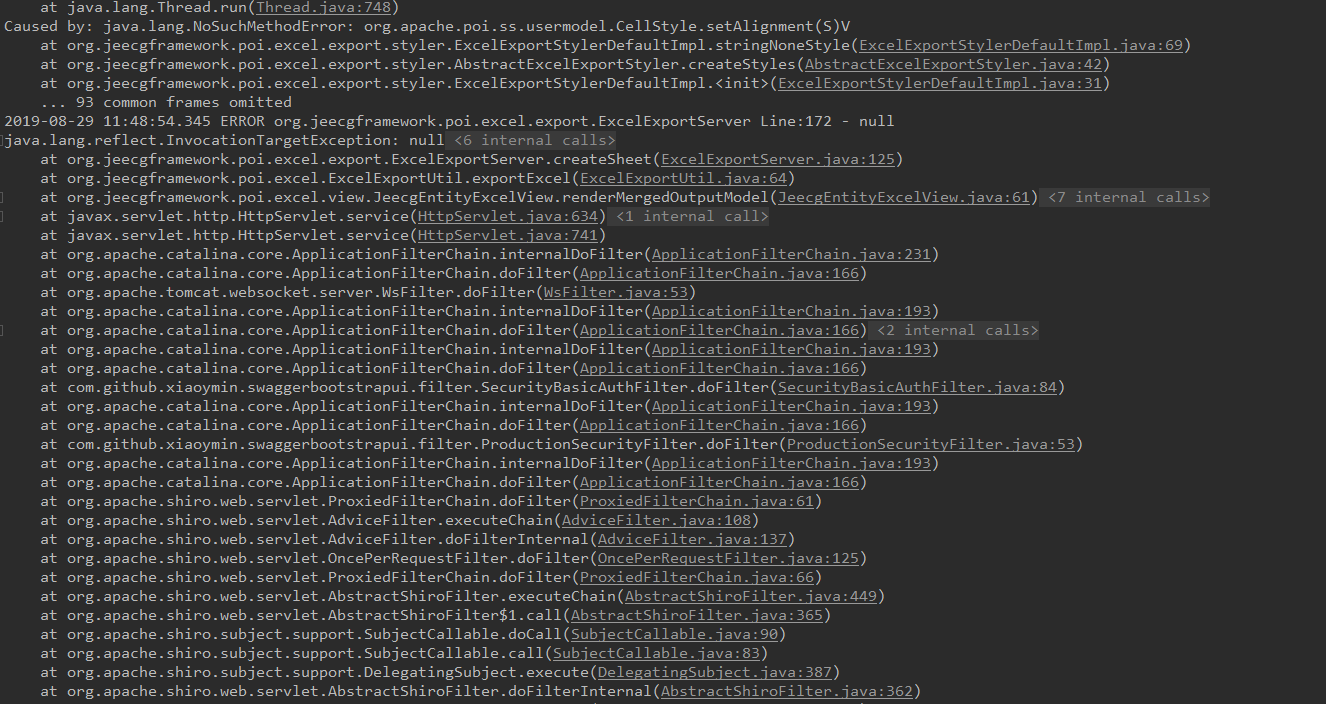 at java.lang.Thread.run(Thread.java:748)
Caused by: java.lang.NoSuchMethodError: org.apache.poi.ss.usermodel.CellStyle.setAlignment(S)V
at org.jeecgframework.poi.excel.export.styler.ExcelExportStylerDefaultImpl.stringNoneStyle(ExcelExportStylerDefaultImpl.java:69)
at org.jeecgframework.poi.excel.export.styler.AbstractExcelExportStyler.createStyles(AbstractExcelExportStyler.java:42)
at org.jeecgframework.poi.excel.export.styler.ExcelExportStylerDefaultImpl.<init>(ExcelExportStylerDefaultImpl.java:31)
... 93 common frames omitted
2019-08-29 11:48:54.345 ERROR org.jeecgframework.poi.excel.export.ExcelExportServer Line:172 - null
java.lang.reflect.InvocationTargetException: null <6 internal calls>
at org.jeecgframework.poi.excel.export.ExcelExportServer.createSheet(ExcelExportServer.java:125)
at org.jeecgframework.poi.excel.ExcelExportUtil.exportExcel(ExcelExportUtil.java:64)
at org.jeecgframework.poi.excel.view.JeecgEntityExcelView.renderMergedOutputModel(JeecgEntityExcelView.java:61) <7 internal calls>
at javax.servlet.http.HttpServlet.service(HttpServlet.java:634) <1 internal call>
at javax.servlet.http.HttpServlet.service(HttpServlet.java:741)
at org.apache.catalina.core.ApplicationFilterChain.internalDoFilter(ApplicationFilterChain.java:231)
at org.apache.catalina.core.ApplicationFilterChain.doFilter(ApplicationFilterChain.java:166)
at org.apache.tomcat.websocket.server.WsFilter.doFilter(WsFilter.java:53)
at org.apache.catalina.core.ApplicationFilterChain.internalDoFilter(ApplicationFilterChain.java:193)
at org.apache.catalina.core.ApplicationFilterChain.doFilter(ApplicationFilterChain.java:166) <2 internal calls>
at org.apache.catalina.core.ApplicationFilterChain.internalDoFilter(ApplicationFilterChain.java:193)
at org.apache.catalina.core.ApplicationFilterChain.doFilter(ApplicationFilterChain.java:166)
at com.github.xiaoymin.swaggerbootstrapui.filter.SecurityBasicAuthFilter.doFilter(SecurityBasicAuthFilter.java:84)
at org.apache.catalina.core.ApplicationFilterChain.internalDoFilter(ApplicationFilterChain.java:193)
at org.apache.catalina.core.ApplicationFilterChain.doFilter(ApplicationFilterChain.java:166)
at com.github.xiaoymin.swaggerbootstrapui.filter.ProductionSecurityFilter.doFilter(ProductionSecurityFilter.java:53)
at org.apache.catalina.core.ApplicationFilterChain.internalDoFilter(ApplicationFilterChain.java:193)
at org.apache.catalina.core.ApplicationFilterChain.doFilter(ApplicationFilterChain.java:166)
at org.apache.shiro.web.servlet.ProxiedFilterChain.doFilter(ProxiedFilterChain.java:61)
at org.apache.shiro.web.servlet.AdviceFilter.executeChain(AdviceFilter.java:108)
at org.apache.shiro.web.servlet.AdviceFilter.doFilterInternal(AdviceFilter.java:137)
at org.apache.shiro.web.servlet.OncePerRequestFilter.doFilter(OncePerRequestFilter.java:125)
at org.apache.shiro.web.servlet.ProxiedFilterChain.doFilter(ProxiedFilterChain.java:66)
at org.apache.shiro.web.servlet.AbstractShiroFilter.executeChain(AbstractShiroFilter.java:449)
at org.apache.shiro.web.servlet.AbstractShiroFilter$1.call(AbstractShiroFilter.java:365)
at org.apache.shiro.subject.support.SubjectCallable.doCall(SubjectCallable.java:90)
at org.apache.shiro.subject.support.SubjectCallable.call(SubjectCallable.java:83)
at org.apache.shiro.subject.support.DelegatingSubject.execute(DelegatingSubject.java:387)
at org.apache.shiro.web.servlet.AbstractShiroFilter.doFilterInternal(AbstractShiroFilter.java:362)